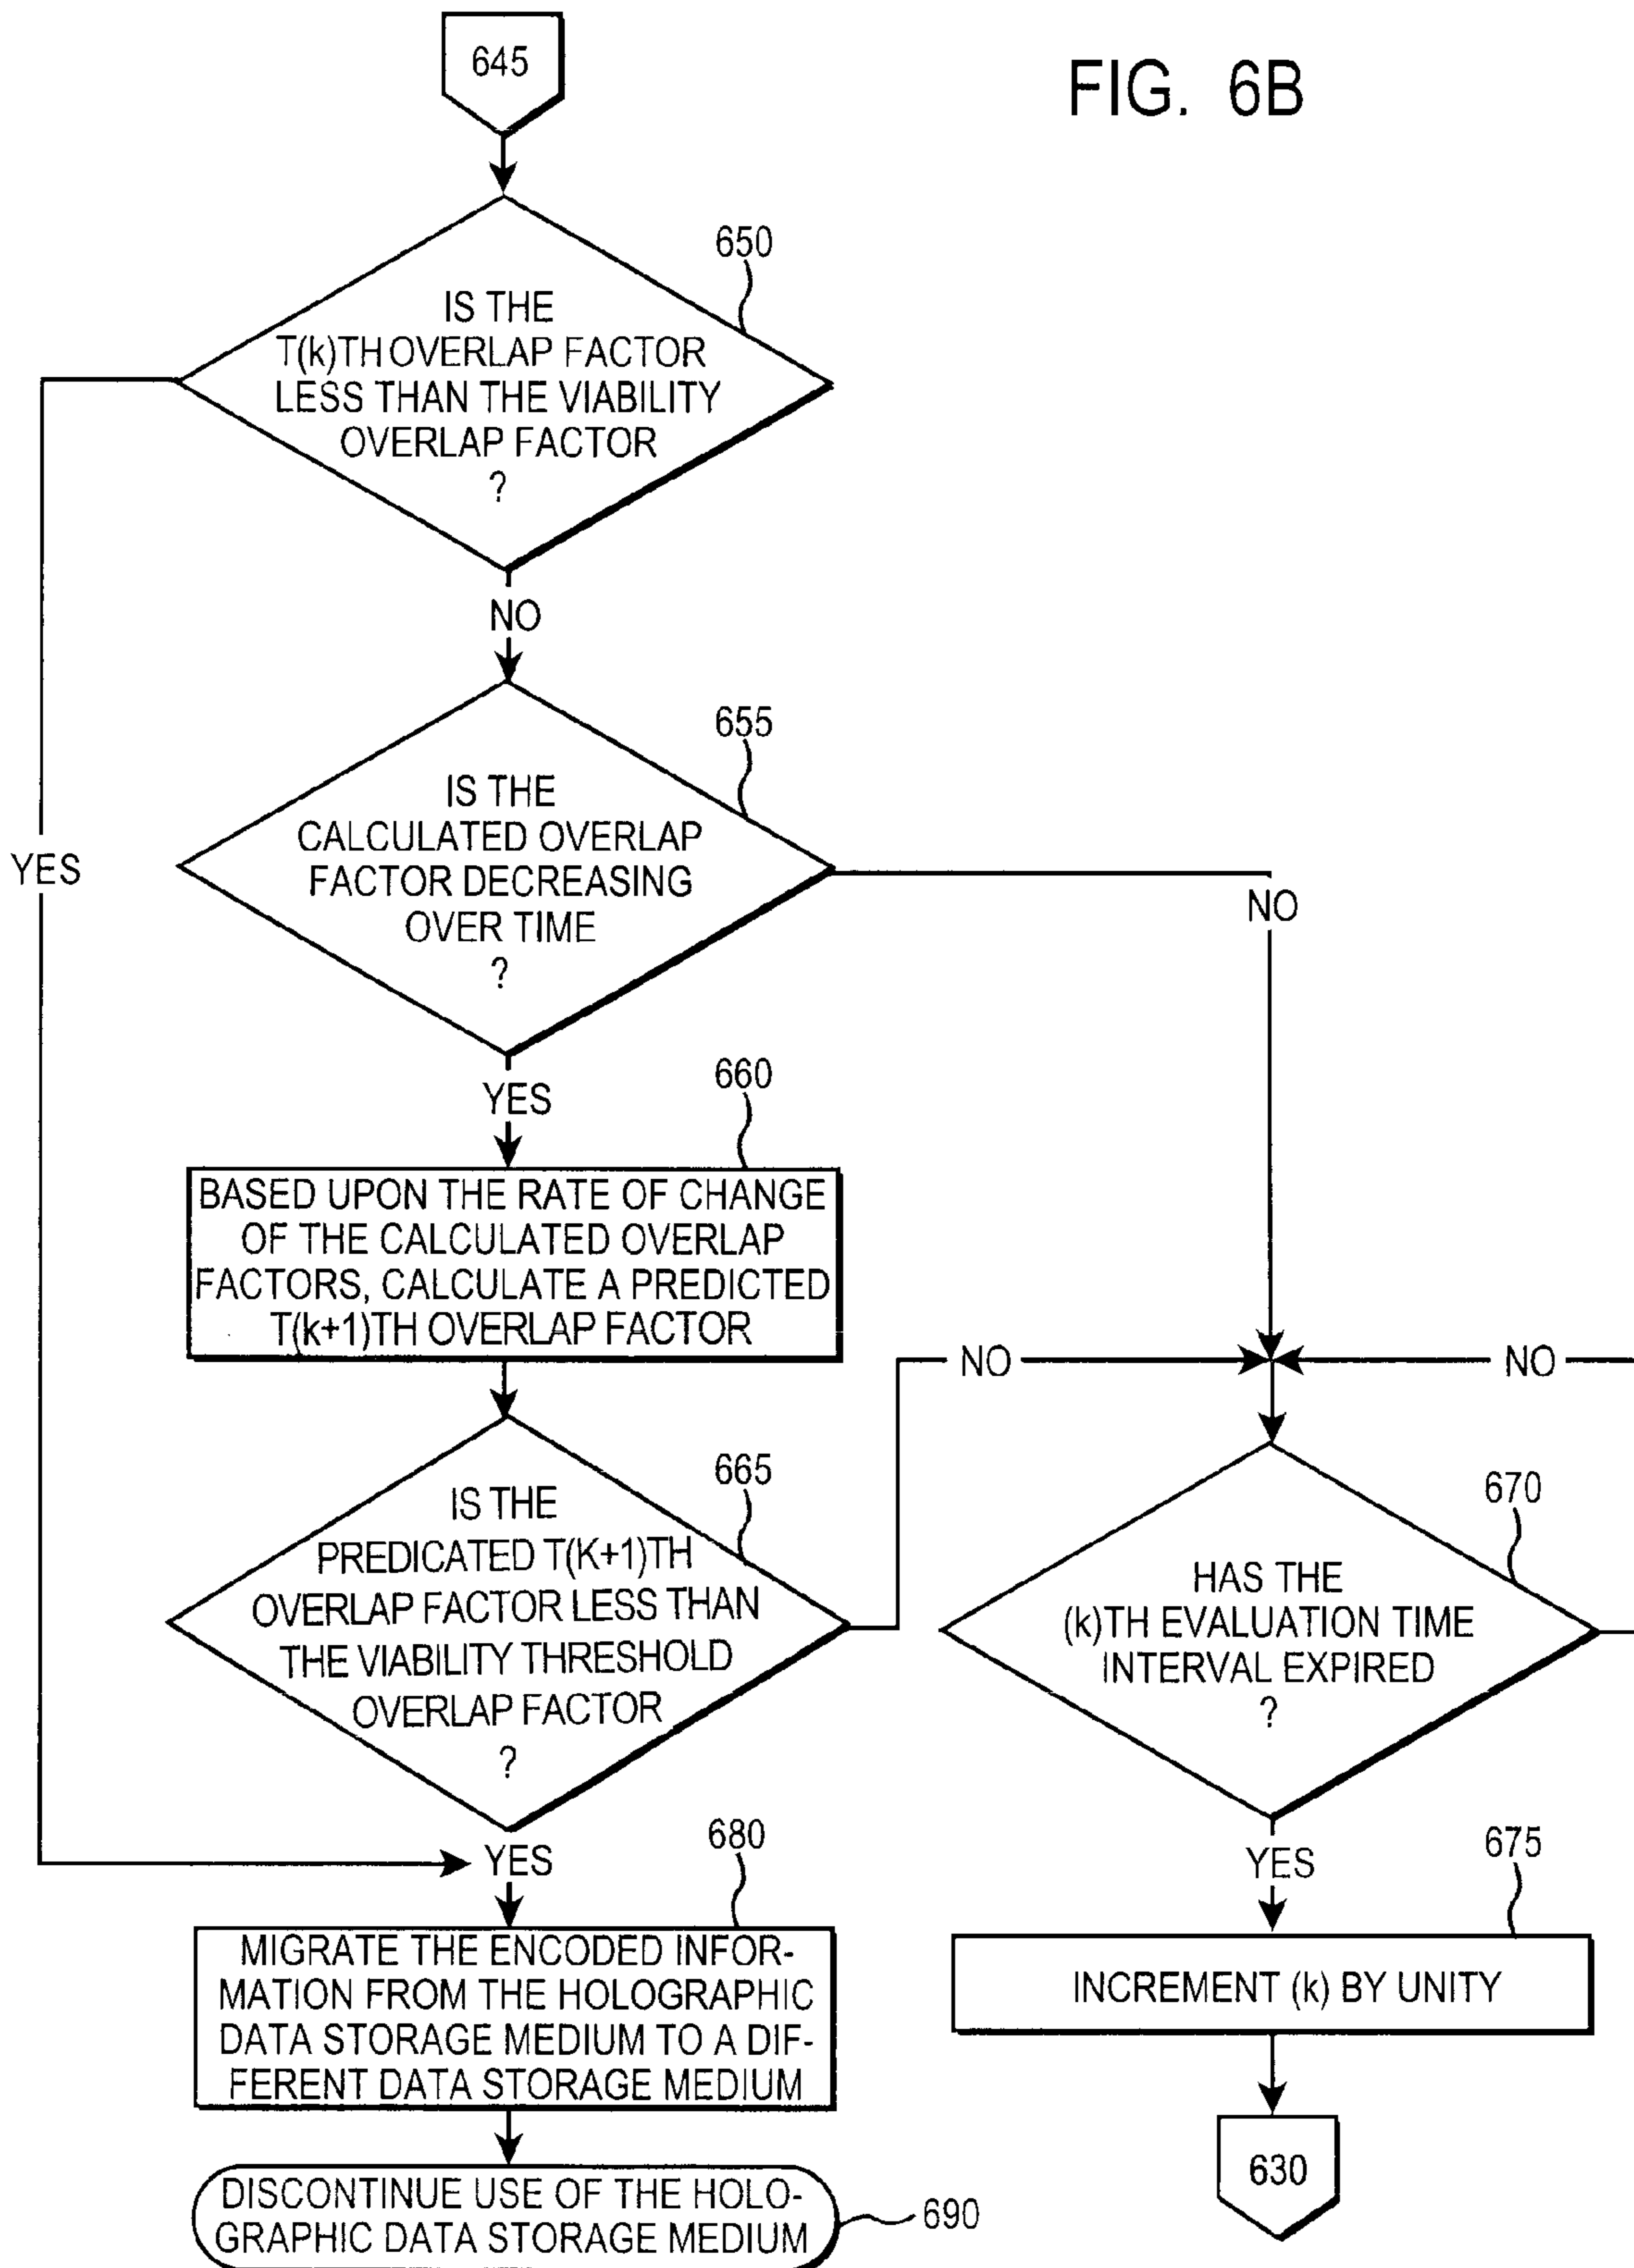 645
FIG. 6B
650
IS THE
T(k)TH OVERLAP FACTOR
LESS THAN THE VIABILITY
OVERLAP FACTOR
?
NO
655
IS THE
CALCULATED OVERLAP
FACTOR DECREASING
OVER TIME
?
YES
NO
YES
660
BASED UPON THE RATE OF CHANGE
OF THE CALCULATED OVERLAP
FACTORS, CALCULATE A PREDICTED
T(k+1)TH OVERLAP FACTOR
NO
NO
665
IS THE
PREDICATED T(K+1)TH
OVERLAP FACTOR LESS THAN
THE VIABILITY THRESHOLD
OVERLAP FACTOR
?
670
HAS THE
(k)TH EVALUATION TIME
INTERVAL EXPIRED
?
YES
680
YES
675
MIGRATE THE ENCODED INFOR-
MATION FROM THE HOLOGRAPHIC
DATA STORAGE MEDIUM TO A DIF-
FERENT DATA STORAGE MEDIUM
INCREMENT (k) BY UNITY
630
DISCONTINUE USE OF THE HOLO-
GRAPHIC DATA STORAGE MEDIUM
690